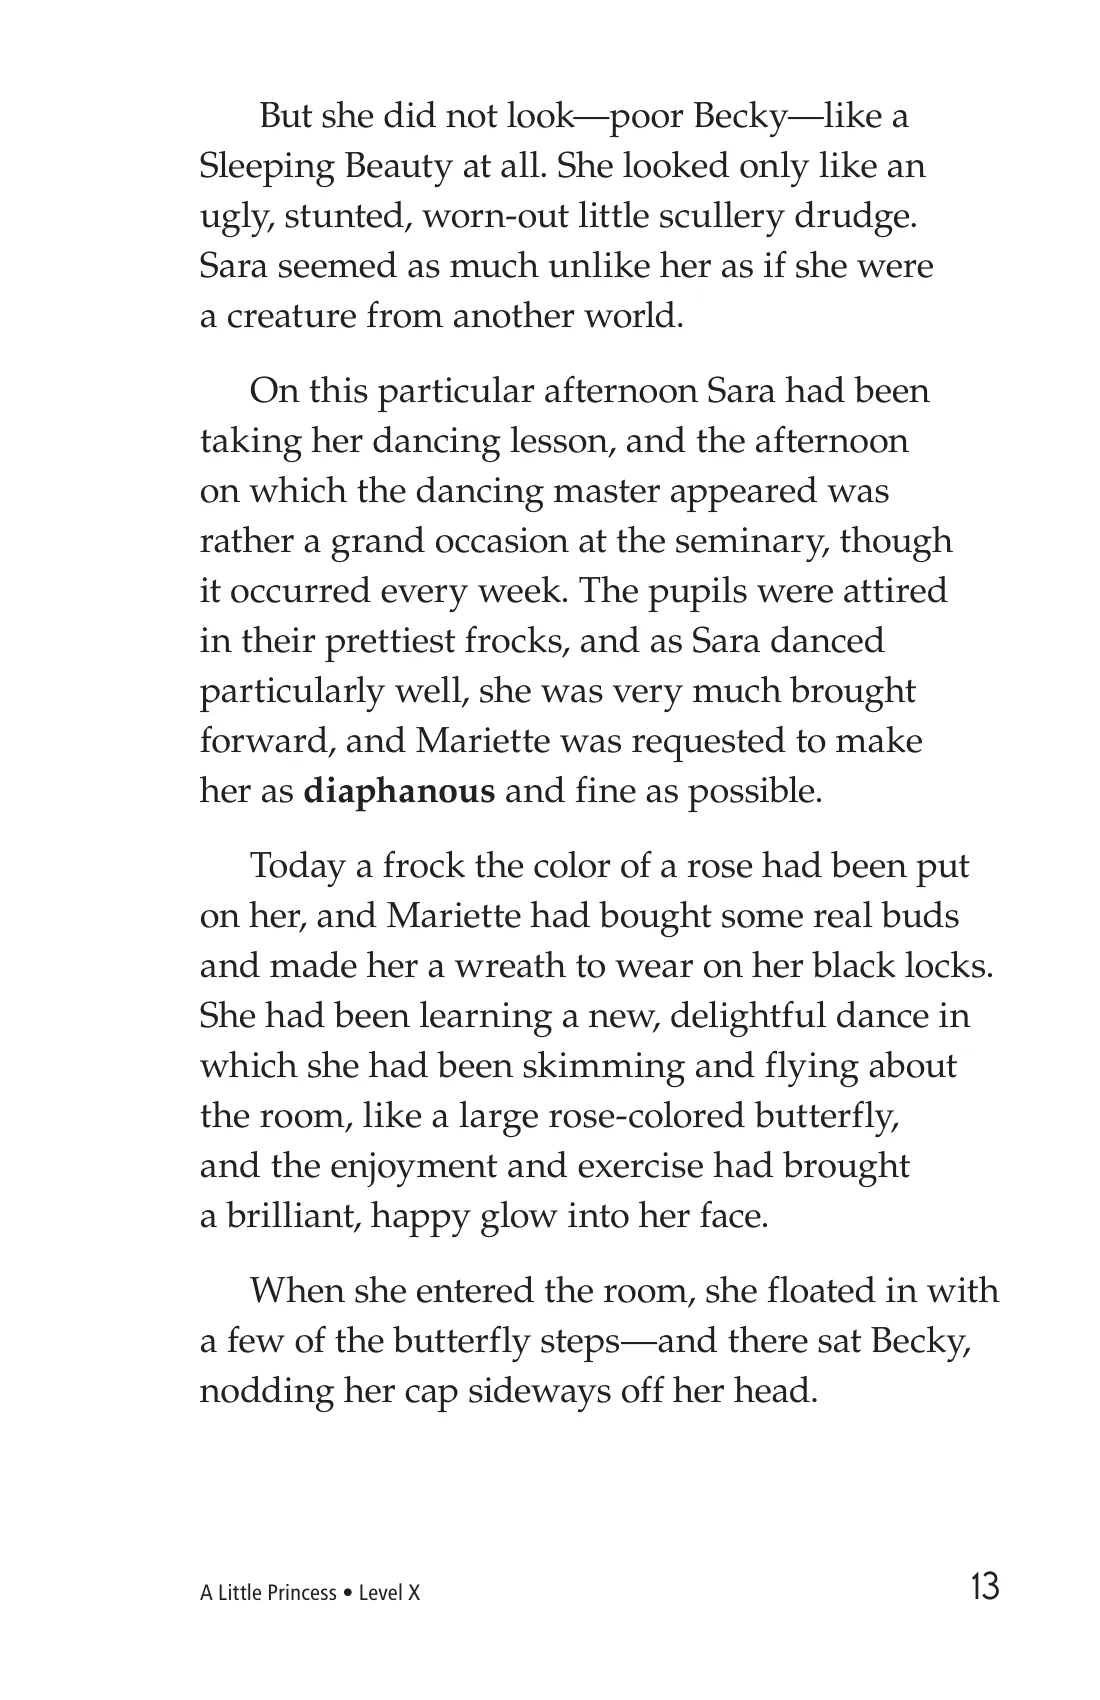 But she did not look—poor Becky—like a
Sleeping Beauty at all. She looked only like an
ugly, stunted, worn-out little scullery drudge.
Sara seemed as much unlike her as if she were
a creature from another world.
On this particular afternoon Sara had been
taking her dancing lesson, and the afternoon
on which the dancing master appeared was
rather a grand occasion at the seminary, though
it occurred every week. The pupils were attired
in their prettiest frocks, and as Sara danced
particularly well, she was very much brought
forward, and Mariette was requested to make
her as diaphanous and fine as possible.
Today a frock the color of a rose had been put
on her, and Mariette had bought some real buds
and made her a wreath to wear on her black locks.
She had been learning a new, delightful dance in
which she had been skimming and flying about
the room, like a large rose-colored butterfly,
and the enjoyment and exercise had brought
a brilliant, happy glow into her face.
When she entered the room, she floated in with
a few of the butterfly steps—and there sat Becky,
nodding her cap sideways off her head.
A Little Princess • Level X
13